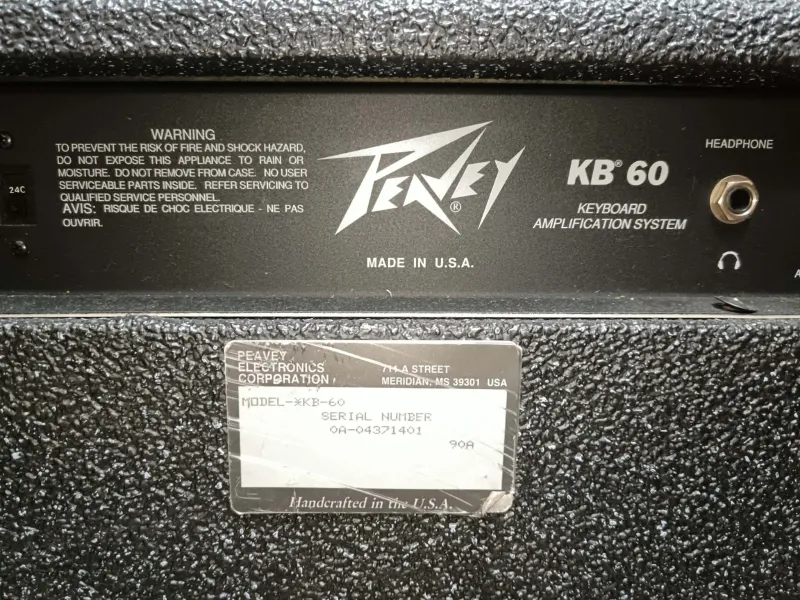 WARNING
TO PREVENT THE RISK OF FIRE AND SHOCK HAZARD,
DO NOT EXPOSE THIS APPLIANCE TO RAIN OR
MOISTURE. DO NOT REMOVE FROM CASE. NO USER
SERVICEABLE PARTS INSIDE. REFER SERVICING TO
QUALIFIED SERVICE PERSONNEL.
AVIS: RISQUE DE CHOC ELECTRIQUE - NE PAS
OUVRIR.
24C
PEAVEY®
MADE IN U.S.A.
KB® 60
KEYBOARD
AMPLIFICATION SYSTEM
HEADPHONE
PEAVEY
ELECTRONICS
CORPORATION
711 A STREET
MERIDIAN, MS 39301 USA
MODEL-*KB-60
SERIAL NUMBER
0A-04371401
90A
Handcrafted in the U.S.A.